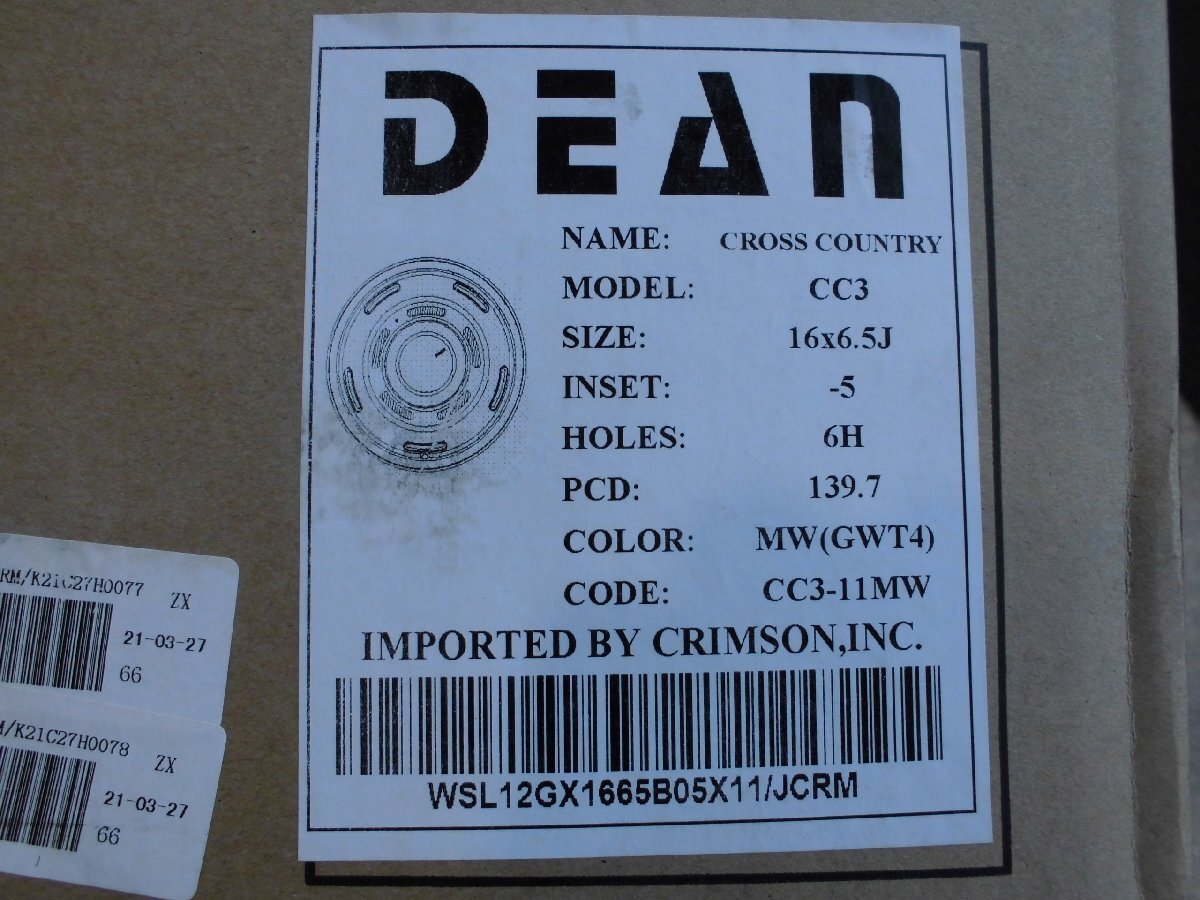 DEAN
NAME: CROSS COUNTRY
MODEL: CC3
SIZE: 16x6.5J
INSET: -5
HOLES: 6H
PCD: 139.7
COLOR: MW(GWT4)
CODE: CC3-11MW
IMPORTED BY CRIMSON,INC.
WSL12GX1665B05X11/JCRM
RM/K21C27H0077 ZX
21-03-27
66
/K21C27H0078 ZX
21-03-27
66